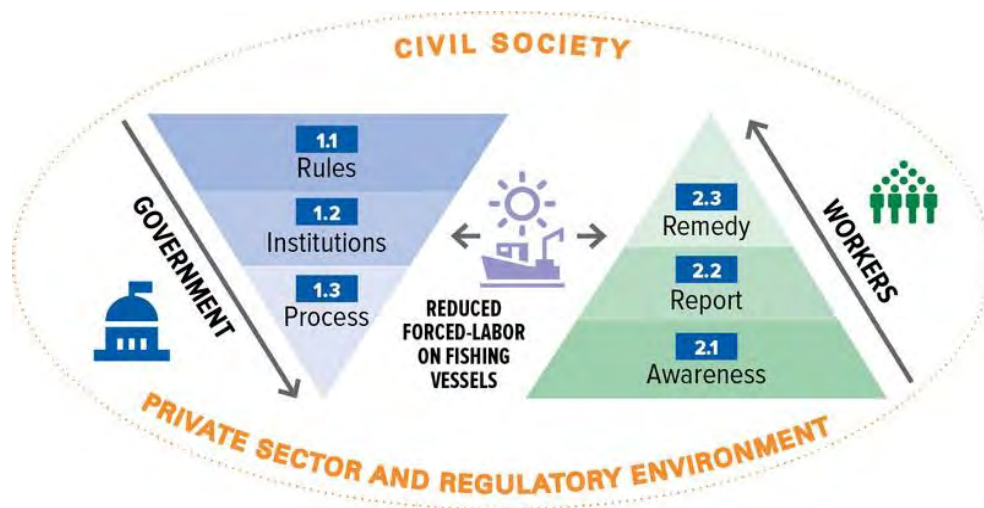 CIVIL SOCIETY
GOVERNMENT
1.1
Rules
1.2
Institutions
1.3
Process
REDUCED
FORCED-LABOR
ON FISHING
VESSELS
2.3
Remedy
2.2
Report
2.1
Awareness
WORKERS
PRIVATE SECTOR AND REGULATORY ENVIRONMENT